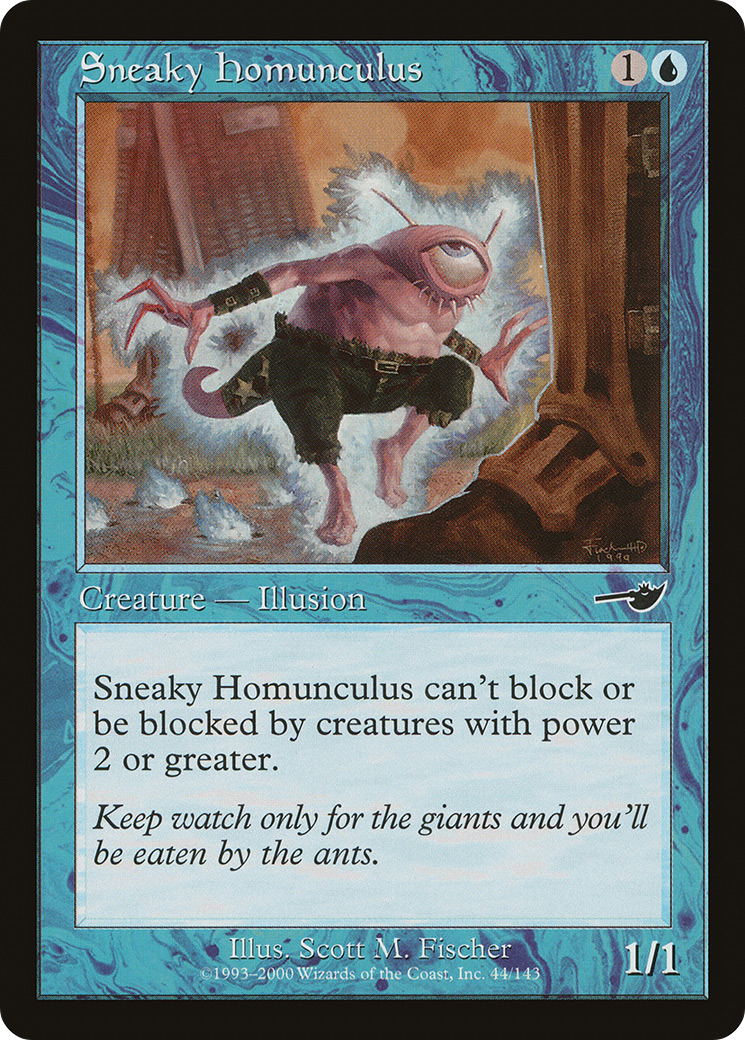 Sneaky Homunculus
1
Creature — Illusion
Sneaky Homunculus can't block or
be blocked by creatures with power
2 or greater.
Keep watch only for the giants and you'll
be eaten by the ants.
Illus. Scott M. Fischer
©1993–2000 Wizards of the Coast, Inc. 44/143
1/1